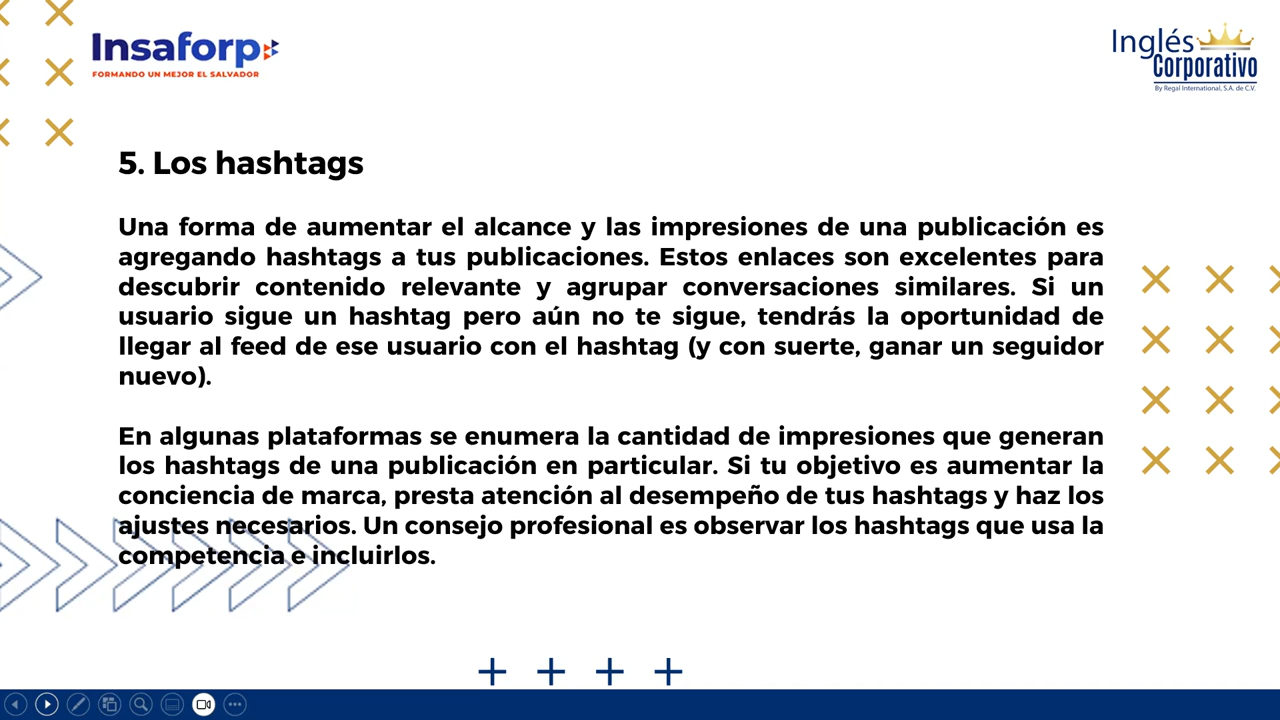 Insaforp
FORMANDO UN MEJOR EL SALVADOR
Inglés
Corporativo
By Regal International, S.A. de C.V.
5. Los hashtags
Una forma de aumentar el alcance y las impresiones de una publicación es
agregando hashtags a tus publicaciones. Estos enlaces son excelentes para
descubrir contenido relevante y agrupar conversaciones similares. Si un
usuario sigue un hashtag pero aún no te sigue, tendrás la oportunidad de
llegar al feed de ese usuario con el hashtag (y con suerte, ganar un seguidor
nuevo).
En algunas plataformas se enumera la cantidad de impresiones que generan
los hashtags de una publicación en particular. Si tu objetivo es aumentar la
conciencia de marca, presta atención al desempeño de tus hashtags y haz los
ajustes necesarios. Un consejo profesional es observar los hashtags que usa la
competencia e incluirlos.